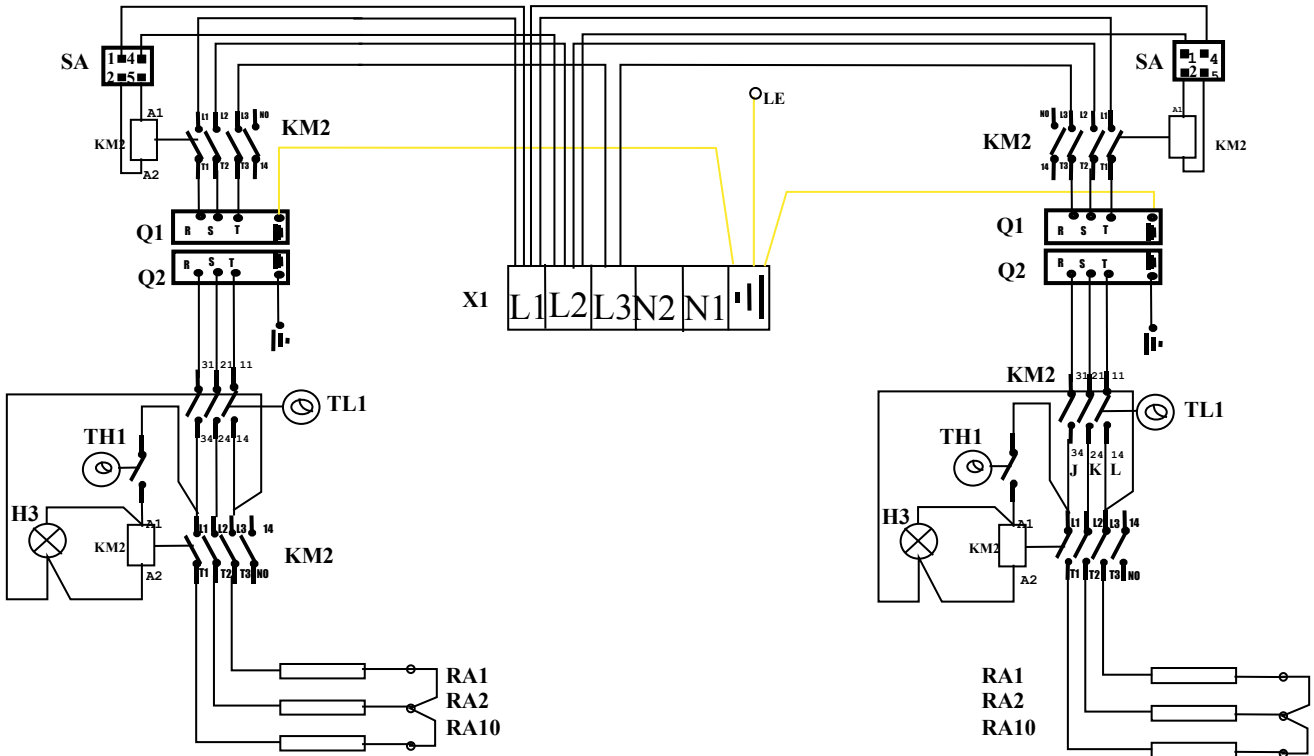 SA
1 4
2 5
A1
KM2
A2
L1 L2 L3 NO
KM2
T1 T2 T3 14
Q1
R S T
Q2
R S T
31 21 11
TL1
34 24 14
TH1
H3
A1
KM2
A2
L1 L2 L3 14
KM2
T1 T2 T3 NO
RA1
RA2
RA10
LE
X1
L1 L2 L3 N2 N1
SA
1 4
2 5
A1
KM2
NO L3 L2 L1
KM2
14 T3 T2 T1
Q1
R S T
Q2
R S T
KM2
31 21 11
TL1
34 24 14
J K L
TH1
H3
A1
KM2
A2
L1 L2 L3 14
T1 T2 T3 NO
RA1
RA2
RA10